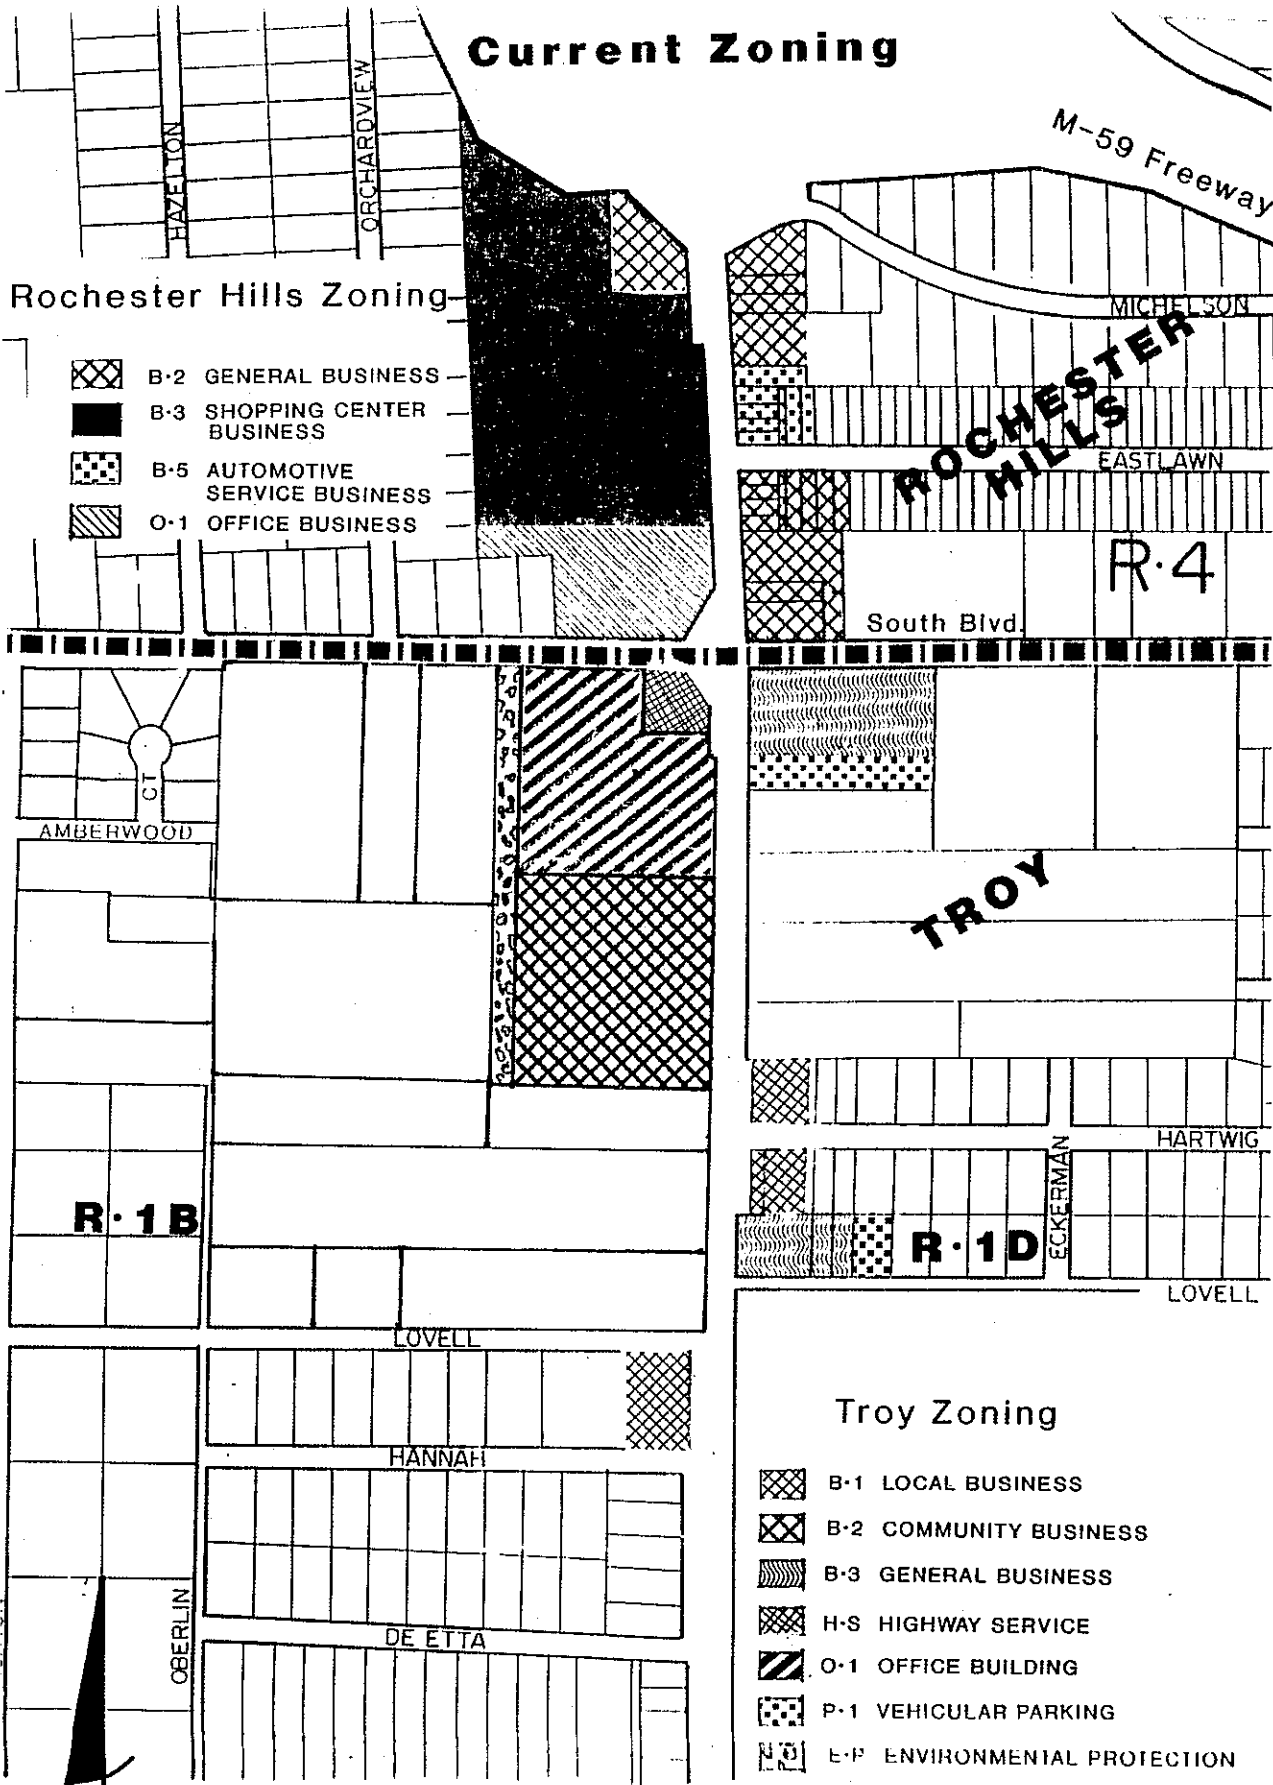 Current Zoning
M-59 Freeway
HAZELTON
ORCHARDVIEW
Rochester Hills Zoning
MICHELSON
B·2 GENERAL BUSINESS
B·3 SHOPPING CENTER
BUSINESS
B·5 AUTOMOTIVE
SERVICE BUSINESS
O·1 OFFICE BUSINESS
ROCHESTER
HILLS
EASTLAWN
R·4
South Blvd.
CT
AMBERWOOD
TROY
HARTWIG
ECKERMAN
R·1B
R·1D
LOVELL
LOVELL
HANNAH
OBERLIN
DE ETTA
Troy Zoning
B·1 LOCAL BUSINESS
B·2 COMMUNITY BUSINESS
B·3 GENERAL BUSINESS
H·S HIGHWAY SERVICE
O·1 OFFICE BUILDING
P·1 VEHICULAR PARKING
E·P ENVIRONMENTAL PROTECTION